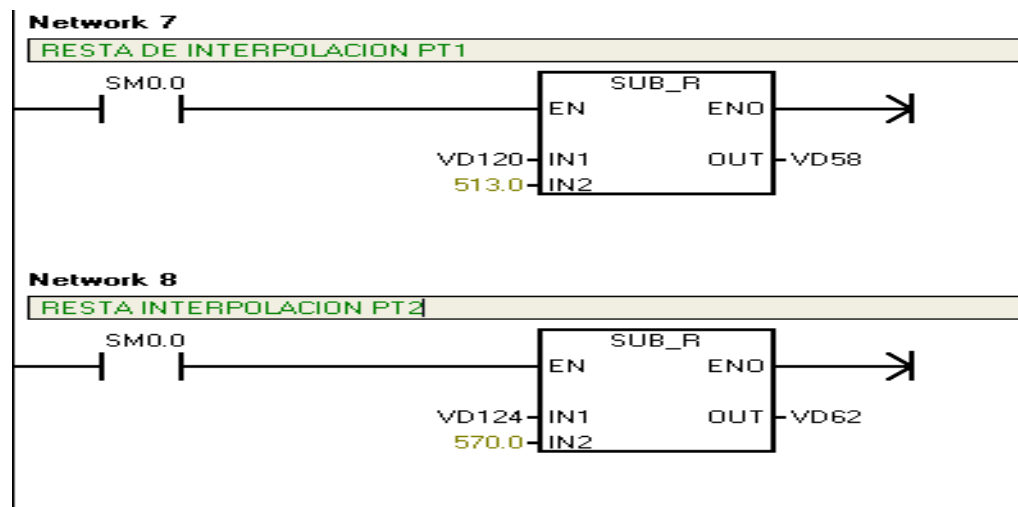 Network 7
RESTA DE INTERPOLACION PT1
SM0.0
SUB_R
EN ENO
VD120 IN1 OUT VD58
513.0 IN2
Network 8
RESTA INTERPOLACION PT2
SM0.0
SUB_R
EN ENO
VD124 IN1 OUT VD62
570.0 IN2